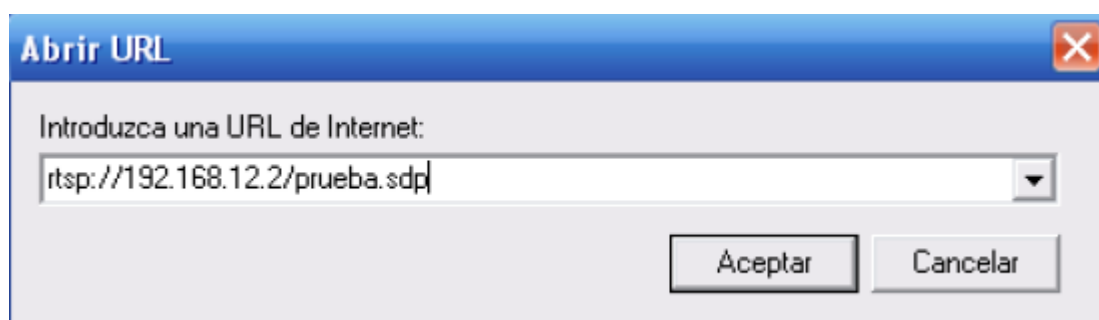 Abrir URL
Introduzca una URL de Internet:
rtsp://192.168.12.2/prueba.sdp
Aceptar Cancelar